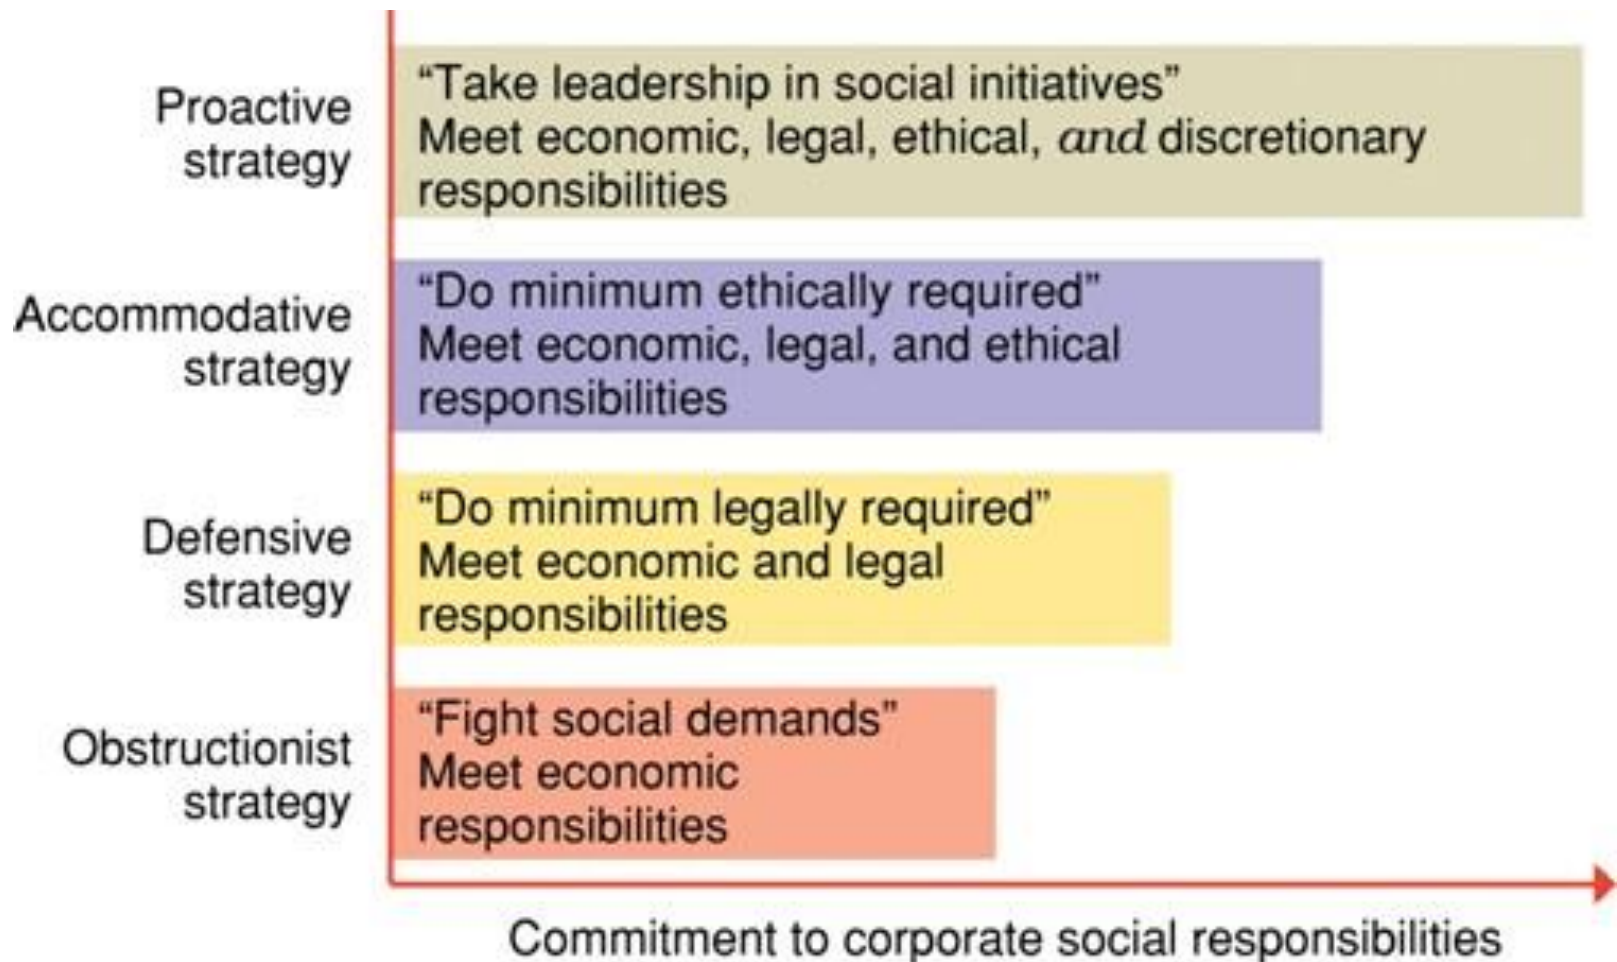 Proactive
strategy
“Take leadership in social initiatives”
Meet economic, legal, ethical, and discretionary
responsibilities
Accommodative
strategy
“Do minimum ethically required”
Meet economic, legal, and ethical
responsibilities
Defensive
strategy
“Do minimum legally required”
Meet economic and legal
responsibilities
Obstructionist
strategy
“Fight social demands”
Meet economic
responsibilities
Commitment to corporate social responsibilities